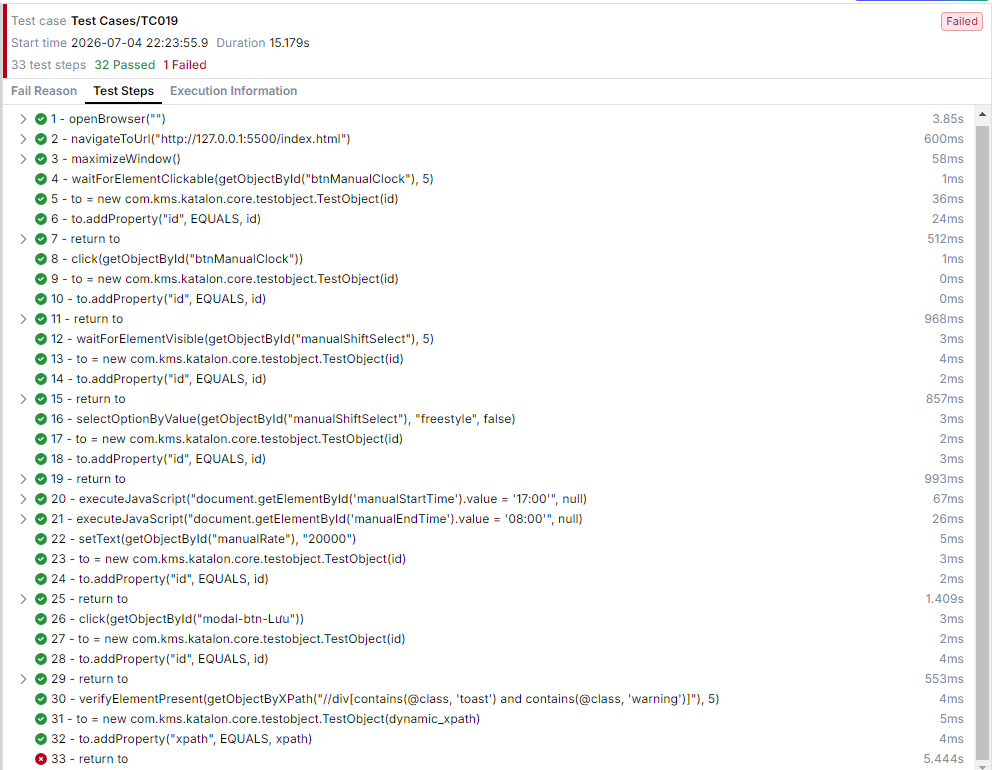 Test case Test Cases/TC019 Failed
Start time 2026-07-04 22:23:55.9 Duration 15.179s
33 test steps 32 Passed 1 Failed
Fail Reason Test Steps Execution Information
1 - openBrowser("") 3.85s
2 - navigateToUrl("http://127.0.0.1:5500/index.html") 600ms
3 - maximizeWindow() 58ms
4 - waitForElementClickable(getObjectById("btnManualClock"), 5) 1ms
5 - to = new com.kms.katalon.core.testobject.TestObject(id) 36ms
6 - to.addProperty("id", EQUALS, id) 24ms
7 - return to 512ms
8 - click(getObjectById("btnManualClock")) 1ms
9 - to = new com.kms.katalon.core.testobject.TestObject(id) 0ms
10 - to.addProperty("id", EQUALS, id) 0ms
11 - return to 968ms
12 - waitForElementVisible(getObjectById("manualShiftSelect"), 5) 3ms
13 - to = new com.kms.katalon.core.testobject.TestObject(id) 4ms
14 - to.addProperty("id", EQUALS, id) 2ms
15 - return to 857ms
16 - selectOptionByValue(getObjectById("manualShiftSelect"), "freestyle", false) 3ms
17 - to = new com.kms.katalon.core.testobject.TestObject(id) 2ms
18 - to.addProperty("id", EQUALS, id) 3ms
19 - return to 993ms
20 - executeJavaScript("document.getElementById('manualStartTime').value = '17:00'", null) 67ms
21 - executeJavaScript("document.getElementById('manualEndTime').value = '08:00'", null) 26ms
22 - setText(getObjectById("manualRate"), "20000") 5ms
23 - to = new com.kms.katalon.core.testobject.TestObject(id) 3ms
24 - to.addProperty("id", EQUALS, id) 2ms
25 - return to 1.409s
26 - click(getObjectById("modal-btn-Lưu")) 3ms
27 - to = new com.kms.katalon.core.testobject.TestObject(id) 2ms
28 - to.addProperty("id", EQUALS, id) 4ms
29 - return to 553ms
30 - verifyElementPresent(getObjectByXPath("//div[contains(@class, 'toast') and contains(@class, 'warning')]"), 5) 4ms
31 - to = new com.kms.katalon.core.testobject.TestObject(dynamic_xpath) 5ms
32 - to.addProperty("xpath", EQUALS, xpath) 4ms
33 - return to 5.444s